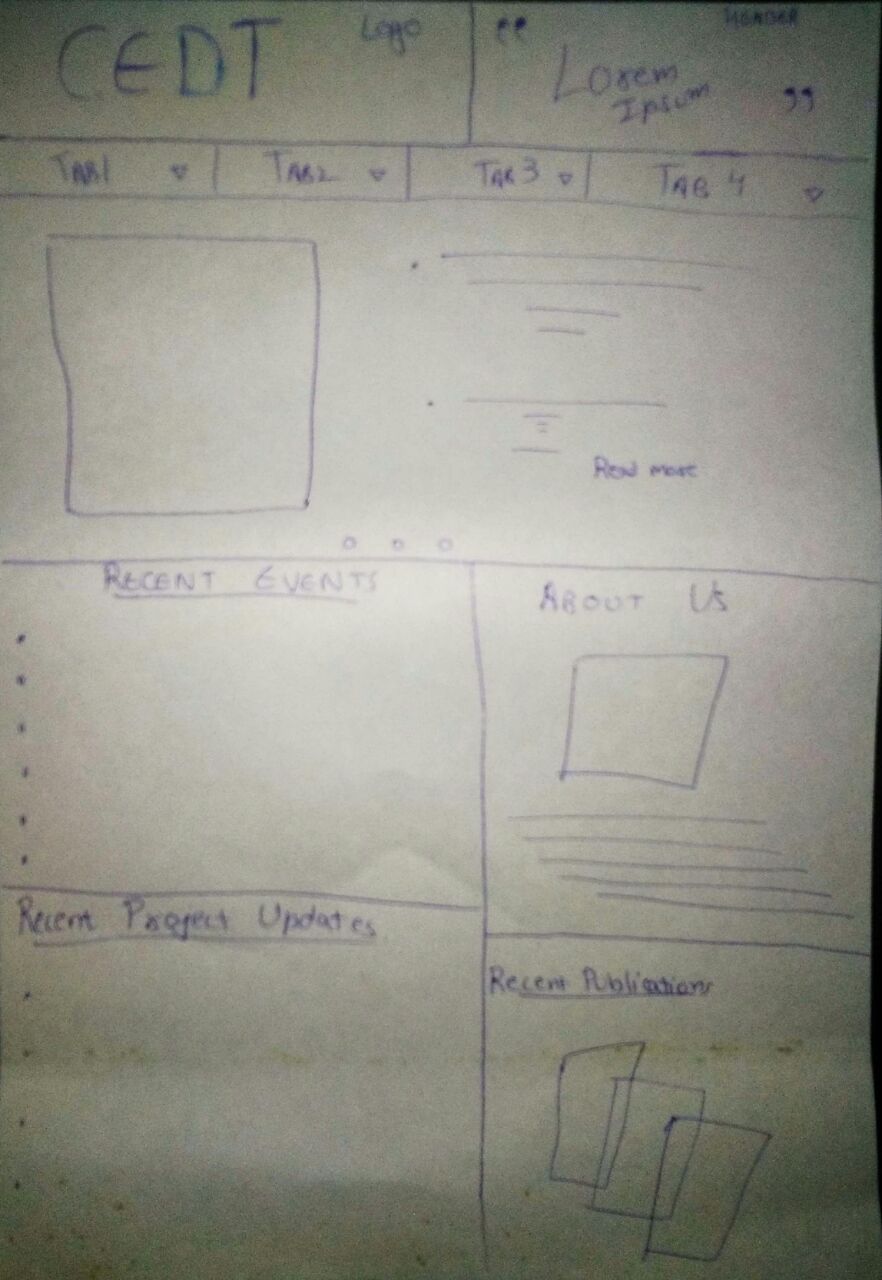 CEDT
Logo
HEADER
"
Lorem
Ipsum
"
TAB1 ▽
TAB2 ▽
TAB 3 ▽
TAB 4 ▽
Read more
RECENT EVENTS
ABOUT US
Recent Project Updates
Recent Publications